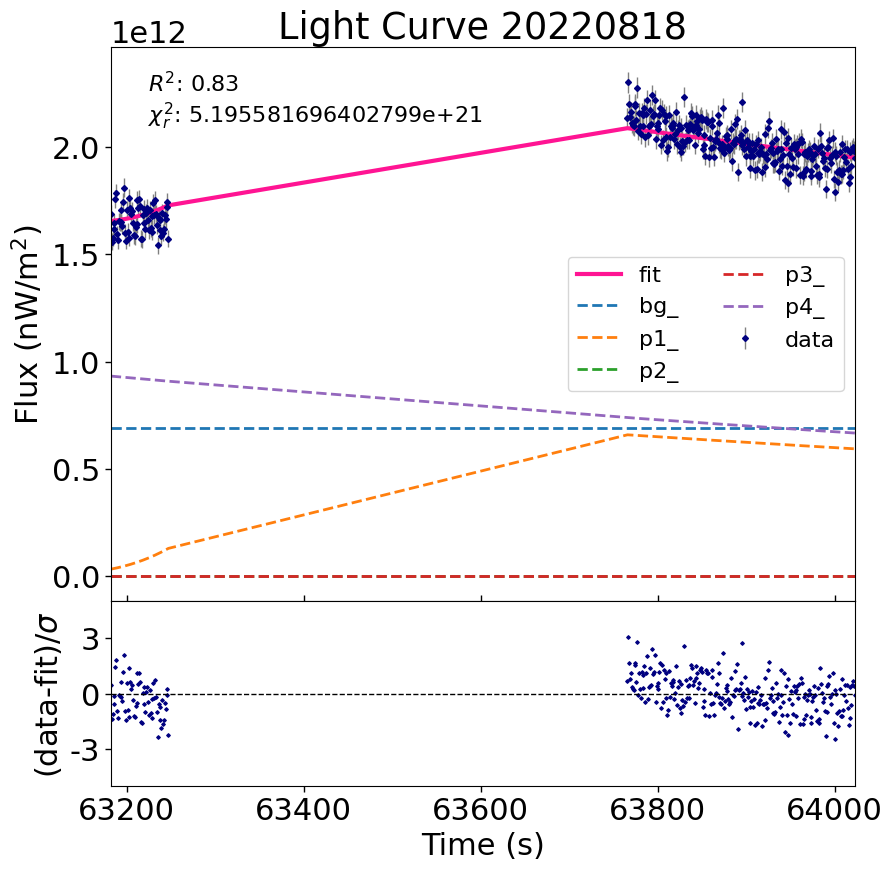 Light Curve 20220818
1e12
R²: 0.83
χ²ᵣ: 5.195581696402799e+21
Flux (nW/m²)
2.0
1.5
1.0
0.5
0.0
fit
bg_
p1_
p2_
p3_
p4_
data
(data-fit)/σ
3
0
-3
63200 63400 63600 63800 64000
Time (s)